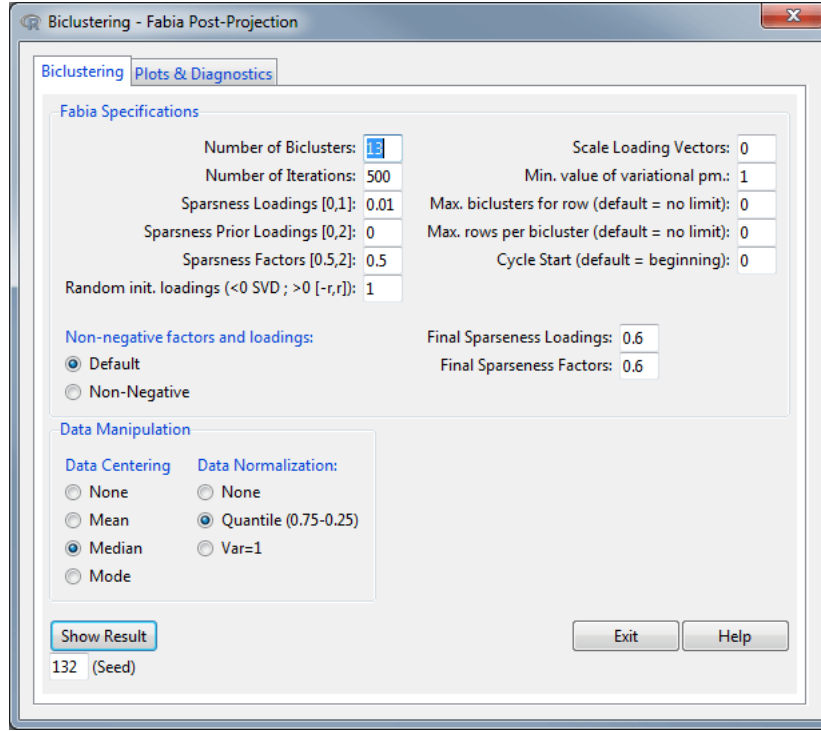 Biclustering - Fabia Post-Projection
Biclustering Plots & Diagnostics
Fabia Specifications
Number of Biclusters: 13 Scale Loading Vectors: 0
Number of Iterations: 500 Min. value of variational pm.: 1
Sparsness Loadings [0,1]: 0.01 Max. biclusters for row (default = no limit): 0
Sparsness Prior Loadings [0,2]: 0 Max. rows per bicluster (default = no limit): 0
Sparsness Factors [0.5,2]: 0.5 Cycle Start (default = beginning): 0
Random init. loadings (<0 SVD ; >0 [-r,r]): 1
Non-negative factors and loadings: Final Sparseness Loadings: 0.6
Default Final Sparseness Factors: 0.6
Non-Negative
Data Manipulation
Data Centering Data Normalization:
None None
Mean Quantile (0.75-0.25)
Median Var=1
Mode
Show Result Exit Help
132 (Seed)